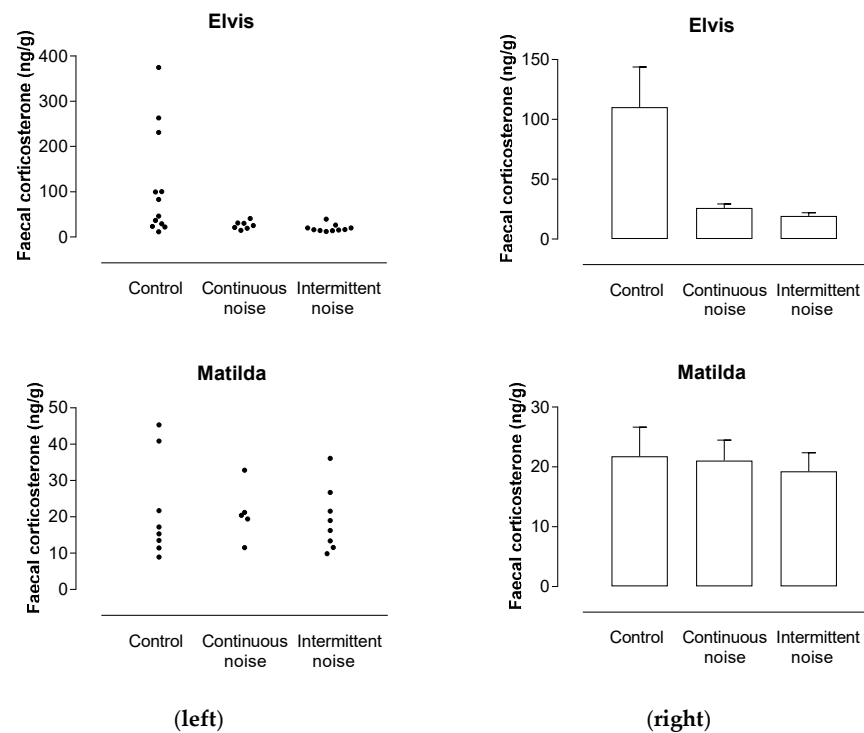 Elvis
Faecal corticosterone (ng/g)
400
300
200
100
0
Control
Continuous
noise
Intermittent
noise
Elvis
Faecal corticosterone (ng/g)
150
100
50
0
Control
Continuous
noise
Intermittent
noise
Matilda
Faecal corticosterone (ng/g)
50
40
30
20
10
0
Control
Continuous
noise
Intermittent
noise
Matilda
Faecal corticosterone (ng/g)
30
20
10
0
Control
Continuous
noise
Intermittent
noise
(left)
(right)